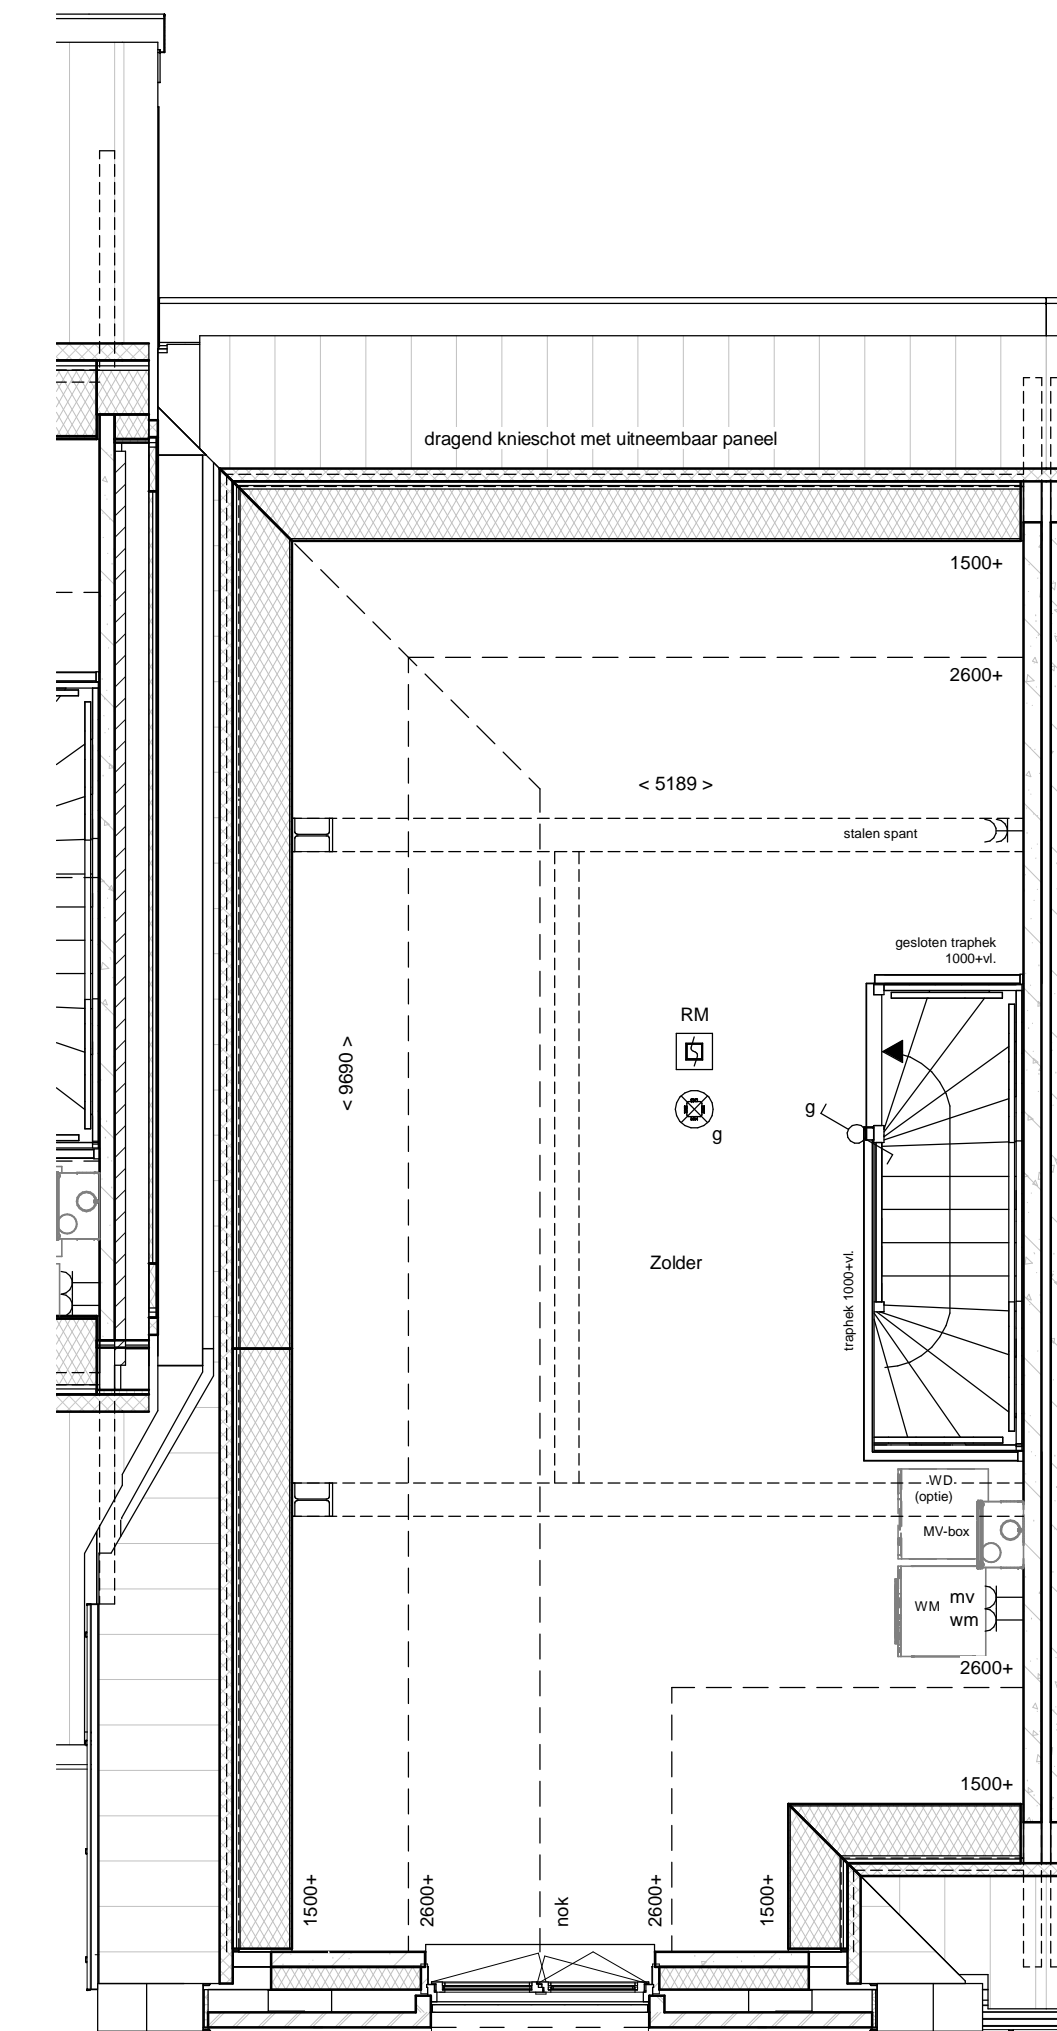 dragend knieschot met uitneembaar paneel
1500+
2600+
< 5189 >
stalen spant
gesloten traphek
1000+vl.
RM
< 9690 >
g
g
Zolder
traphek 1000+vl.
WD
(optie)
MV-box
WM
mv
wm
2600+
1500+
1500+
2600+
nok
2600+
1500+